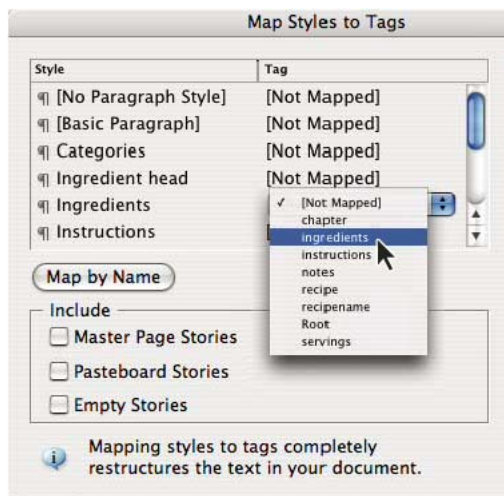 Map Styles to Tags
Style Tag
¶ [No Paragraph Style] [Not Mapped]
¶ [Basic Paragraph] [Not Mapped]
¶ Categories [Not Mapped]
¶ Ingredient head [Not Mapped]
¶ Ingredients ✓ [Not Mapped]
chapter
¶ Instructions [
ingredients
instructions
notes
recipe
recipename
Root
servings
Map by Name
Include
Master Page Stories
Pasteboard Stories
Empty Stories
Mapping styles to tags completely
restructures the text in your document.